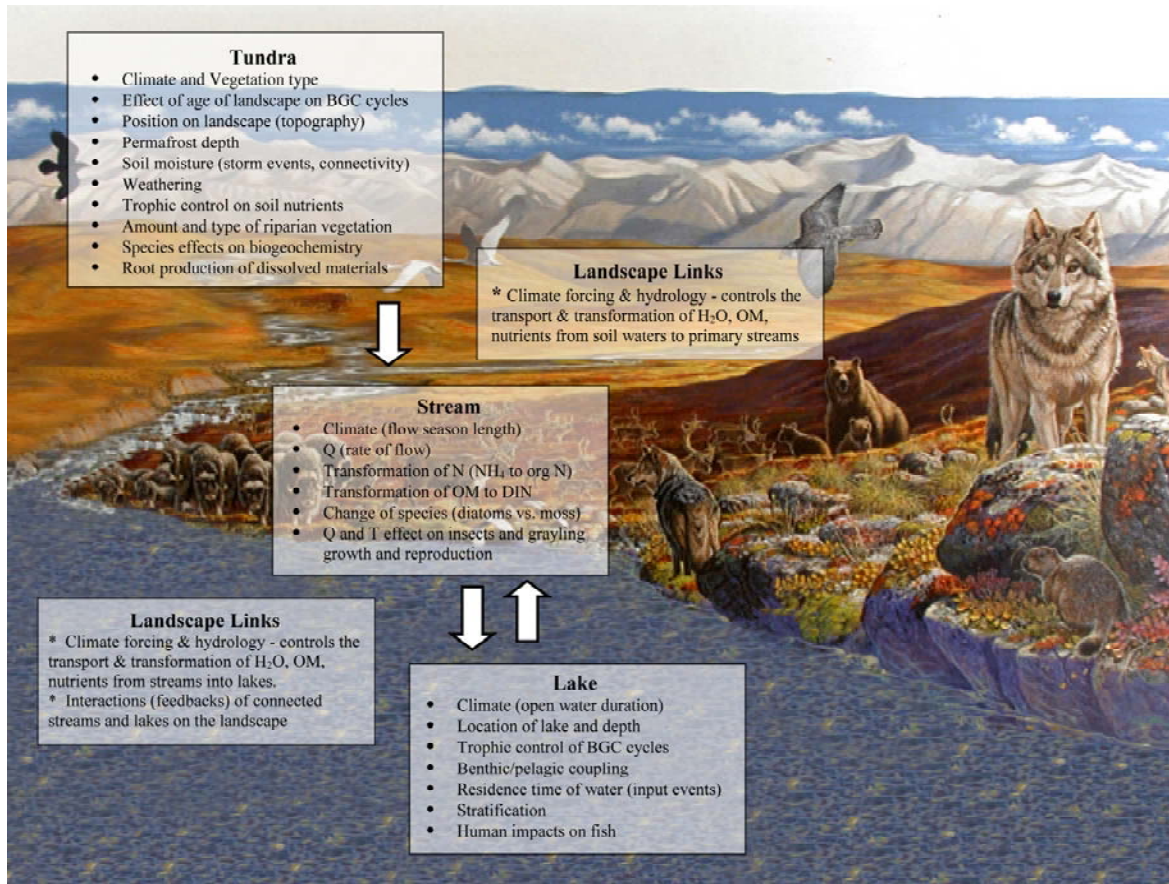 Tundra
• Climate and Vegetation type
• Effect of age of landscape on BGC cycles
• Position on landscape (topography)
• Permafrost depth
• Soil moisture (storm events, connectivity)
• Weathering
• Trophic control on soil nutrients
• Amount and type of riparian vegetation
• Species effects on biogeochemistry
• Root production of dissolved materials
Landscape Links
* Climate forcing & hydrology - controls the
transport & transformation of H₂O, OM,
nutrients from soil waters to primary streams
Stream
• Climate (flow season length)
• Q (rate of flow)
• Transformation of N (NH₄ to org N)
• Transformation of OM to DIN
• Change of species (diatoms vs. moss)
• Q and T effect on insects and grayling
growth and reproduction
Landscape Links
* Climate forcing & hydrology - controls the
transport & transformation of H₂O, OM,
nutrients from streams into lakes.
* Interactions (feedbacks) of connected
streams and lakes on the landscape
Lake
• Climate (open water duration)
• Location of lake and depth
• Trophic control of BGC cycles
• Benthic/pelagic coupling
• Residence time of water (input events)
• Stratification
• Human impacts on fish